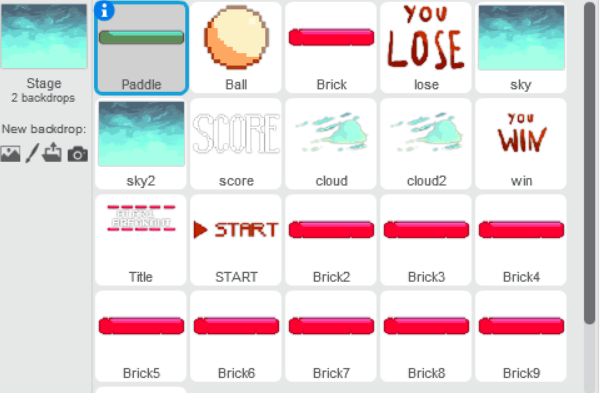 Stage
2 backdrops
New backdrop:
i
Paddle
Ball
Brick
YOU
LOSE
lose
sky
sky2
SCORE
score
cloud
cloud2
YOU
WIN
win
Title
START
START
Brick2
Brick3
Brick4
Brick5
Brick6
Brick7
Brick8
Brick9